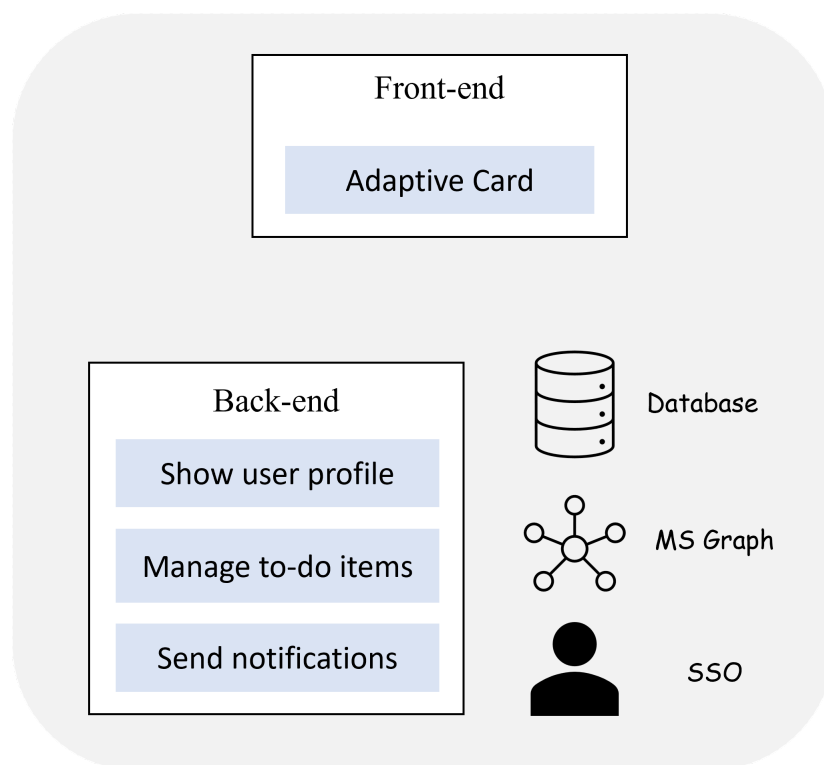 Front-end
Adaptive Card
Back-end
Show user profile
Manage to-do items
Send notifications
Database
MS Graph
SSO